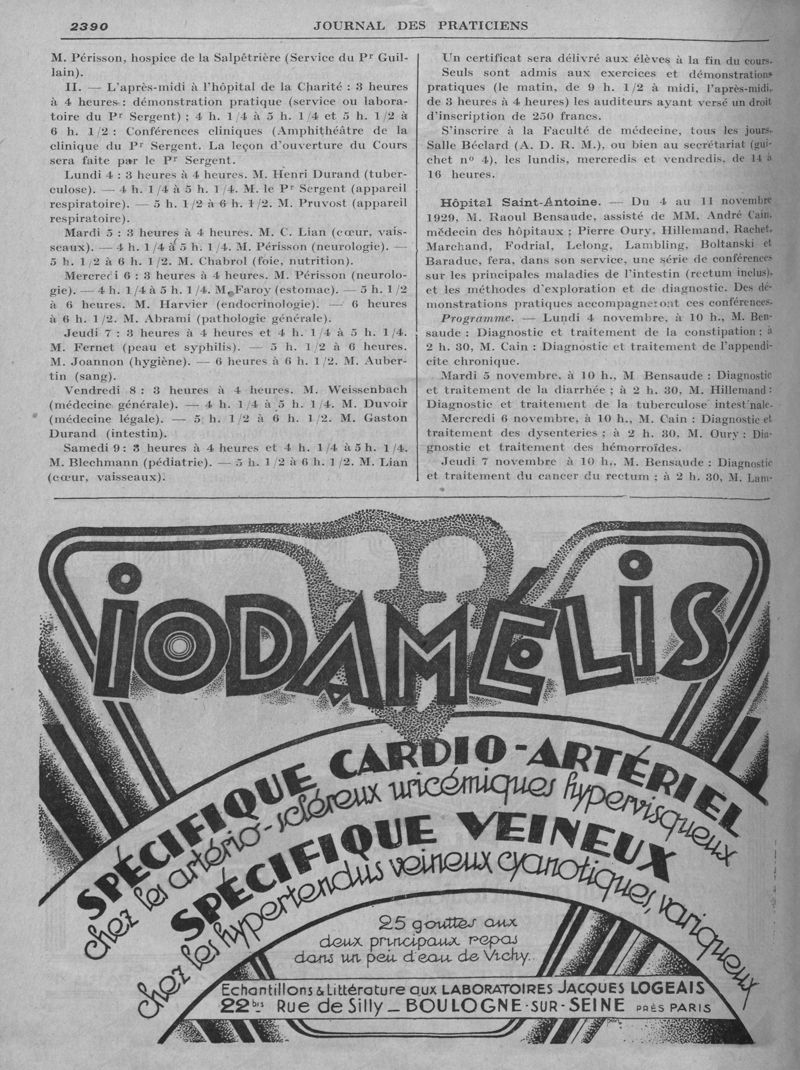 2390
JOURNAL DES PRATICIENS
M. Périsson, hospice de la Salpêtrière (Service du Pr Guil-
lain).
II. — L'après-midi à l'hôpital de la Charité : 3 heures
à 4 heures : démonstration pratique (service ou labora-
toire du Pr Sergent) ; 4 h. 1/4 à 5 h. 1/4 et 5 h. 1/2 à
6 h. 1/2 : Conférences cliniques (Amphithéâtre de la
clinique du Pr Sergent. La leçon d'ouverture du Cours
sera faite par le Pr Sergent.
Lundi 4 : 3 heures à 4 heures. M. Henri Durand (tuber-
culose). — 4 h. 1/4 à 5 h. 1/4. M. le Pr Sergent (appareil
respiratoire). — 5 h. 1/2 à 6 h. 1/2. M. Pruvost (appareil
respiratoire).
Mardi 5 : 3 heures à 4 heures. M. C. Lian (cœur, vais-
seaux). — 4 h. 1/4 à 5 h. 1/4. M. Périsson (neurologie). —
5 h. 1/2 à 6 h. 1/2. M. Chabrol (foie, nutrition).
Mercredi 6 : 3 heures à 4 heures. M. Périsson (neurolo-
gie). — 4 h. 1/4 à 5 h. 1/4. M. Faroy (estomac). — 5 h. 1/2
à 6 heures. M. Harvier (endocrinologie). — 6 heures
à 6 h. 1/2. M. Abrami (pathologie générale).
Jeudi 7 : 3 heures à 4 heures et 4 h. 1/4 à 5 h. 1/4.
M. Fernet (peau et syphilis). — 5 h. 1/2 à 6 heures.
M. Joannon (hygiène). — 6 heures à 6 h. 1/2. M. Auber-
tin (sang).
Vendredi 8 : 3 heures à 4 heures. M. Weissenbach
(médecine générale). — 4 h. 1/4 à 5 h. 1/4. M. Duvoir
(médecine légale). — 5 h. 1/2 à 6 h. 1/2. M. Gaston
Durand (intestin).
Samedi 9 : 3 heures à 4 heures et 4 h. 1/4 à 5 h. 1/4.
M. Blechmann (pédiatrie). — 5 h. 1/2 à 6 h. 1/2. M. Lian
(cœur, vaisseaux).
Un certificat sera délivré aux élèves à la fin du cours.
Seuls sont admis aux exercices et démonstrations
pratiques (le matin, de 9 h. 1/2 à midi, l'après-midi,
de 3 heures à 4 heures) les auditeurs ayant versé un droit
d'inscription de 250 francs.
S'inscrire à la Faculté de médecine, tous les jours,
Salle Béclard (A. D. R. M.), ou bien au secrétariat (gui-
chet no 4), les lundis, mercredis et vendredis, de 14 à
16 heures.
Hôpital Saint-Antoine. — Du 4 au 11 novembre
1929, M. Raoul Bensaude, assisté de MM. André Cain,
médecin des hôpitaux ; Pierre Oury, Hillemand, Rachet,
Marchand, Fodrial, Lelong, Lambling, Boltanski et
Baraduc, fera, dans son service, une série de conférences
sur les principales maladies de l'intestin (rectum inclus),
et les méthodes d'exploration et de diagnostic. Des dé-
monstrations pratiques accompagneront ces conférences.
Programme. — Lundi 4 novembre, à 10 h., M. Ben-
saude : Diagnostic et traitement de la constipation ; à
2 h. 30, M. Cain : Diagnostic et traitement de l'appendi-
cite chronique.
Mardi 5 novembre, à 10 h., M Bensaude : Diagnostic
et traitement de la diarrhée ; à 2 h. 30, M. Hillemand :
Diagnostic et traitement de la tuberculose intestinale.
Mercredi 6 novembre, à 10 h., M. Cain : Diagnostic et
traitement des dysenteries ; à 2 h. 30, M. Oury : Dia-
gnostic et traitement des hémorroïdes.
Jeudi 7 novembre à 10 h., M. Bensaude : Diagnostic
et traitement du cancer du rectum ; à 2 h. 30, M. Lam-
IODAMÉLIS
SPÉCIFIQUE CARDIO-ARTÉRIEL
chez les artério-scléreux uricémiques hypervisqueux
SPÉCIFIQUE VEINEUX
chez les hypertendus veineux cyanotiques, variqueux
25 gouttes aux
deux principaux repas
dans un peu d'eau de Vichy.
Echantillons & Littérature aux LABORATOIRES JACQUES LOGEAIS
22bis Rue de Silly _ BOULOGNE-SUR-SEINE PRÈS PARIS